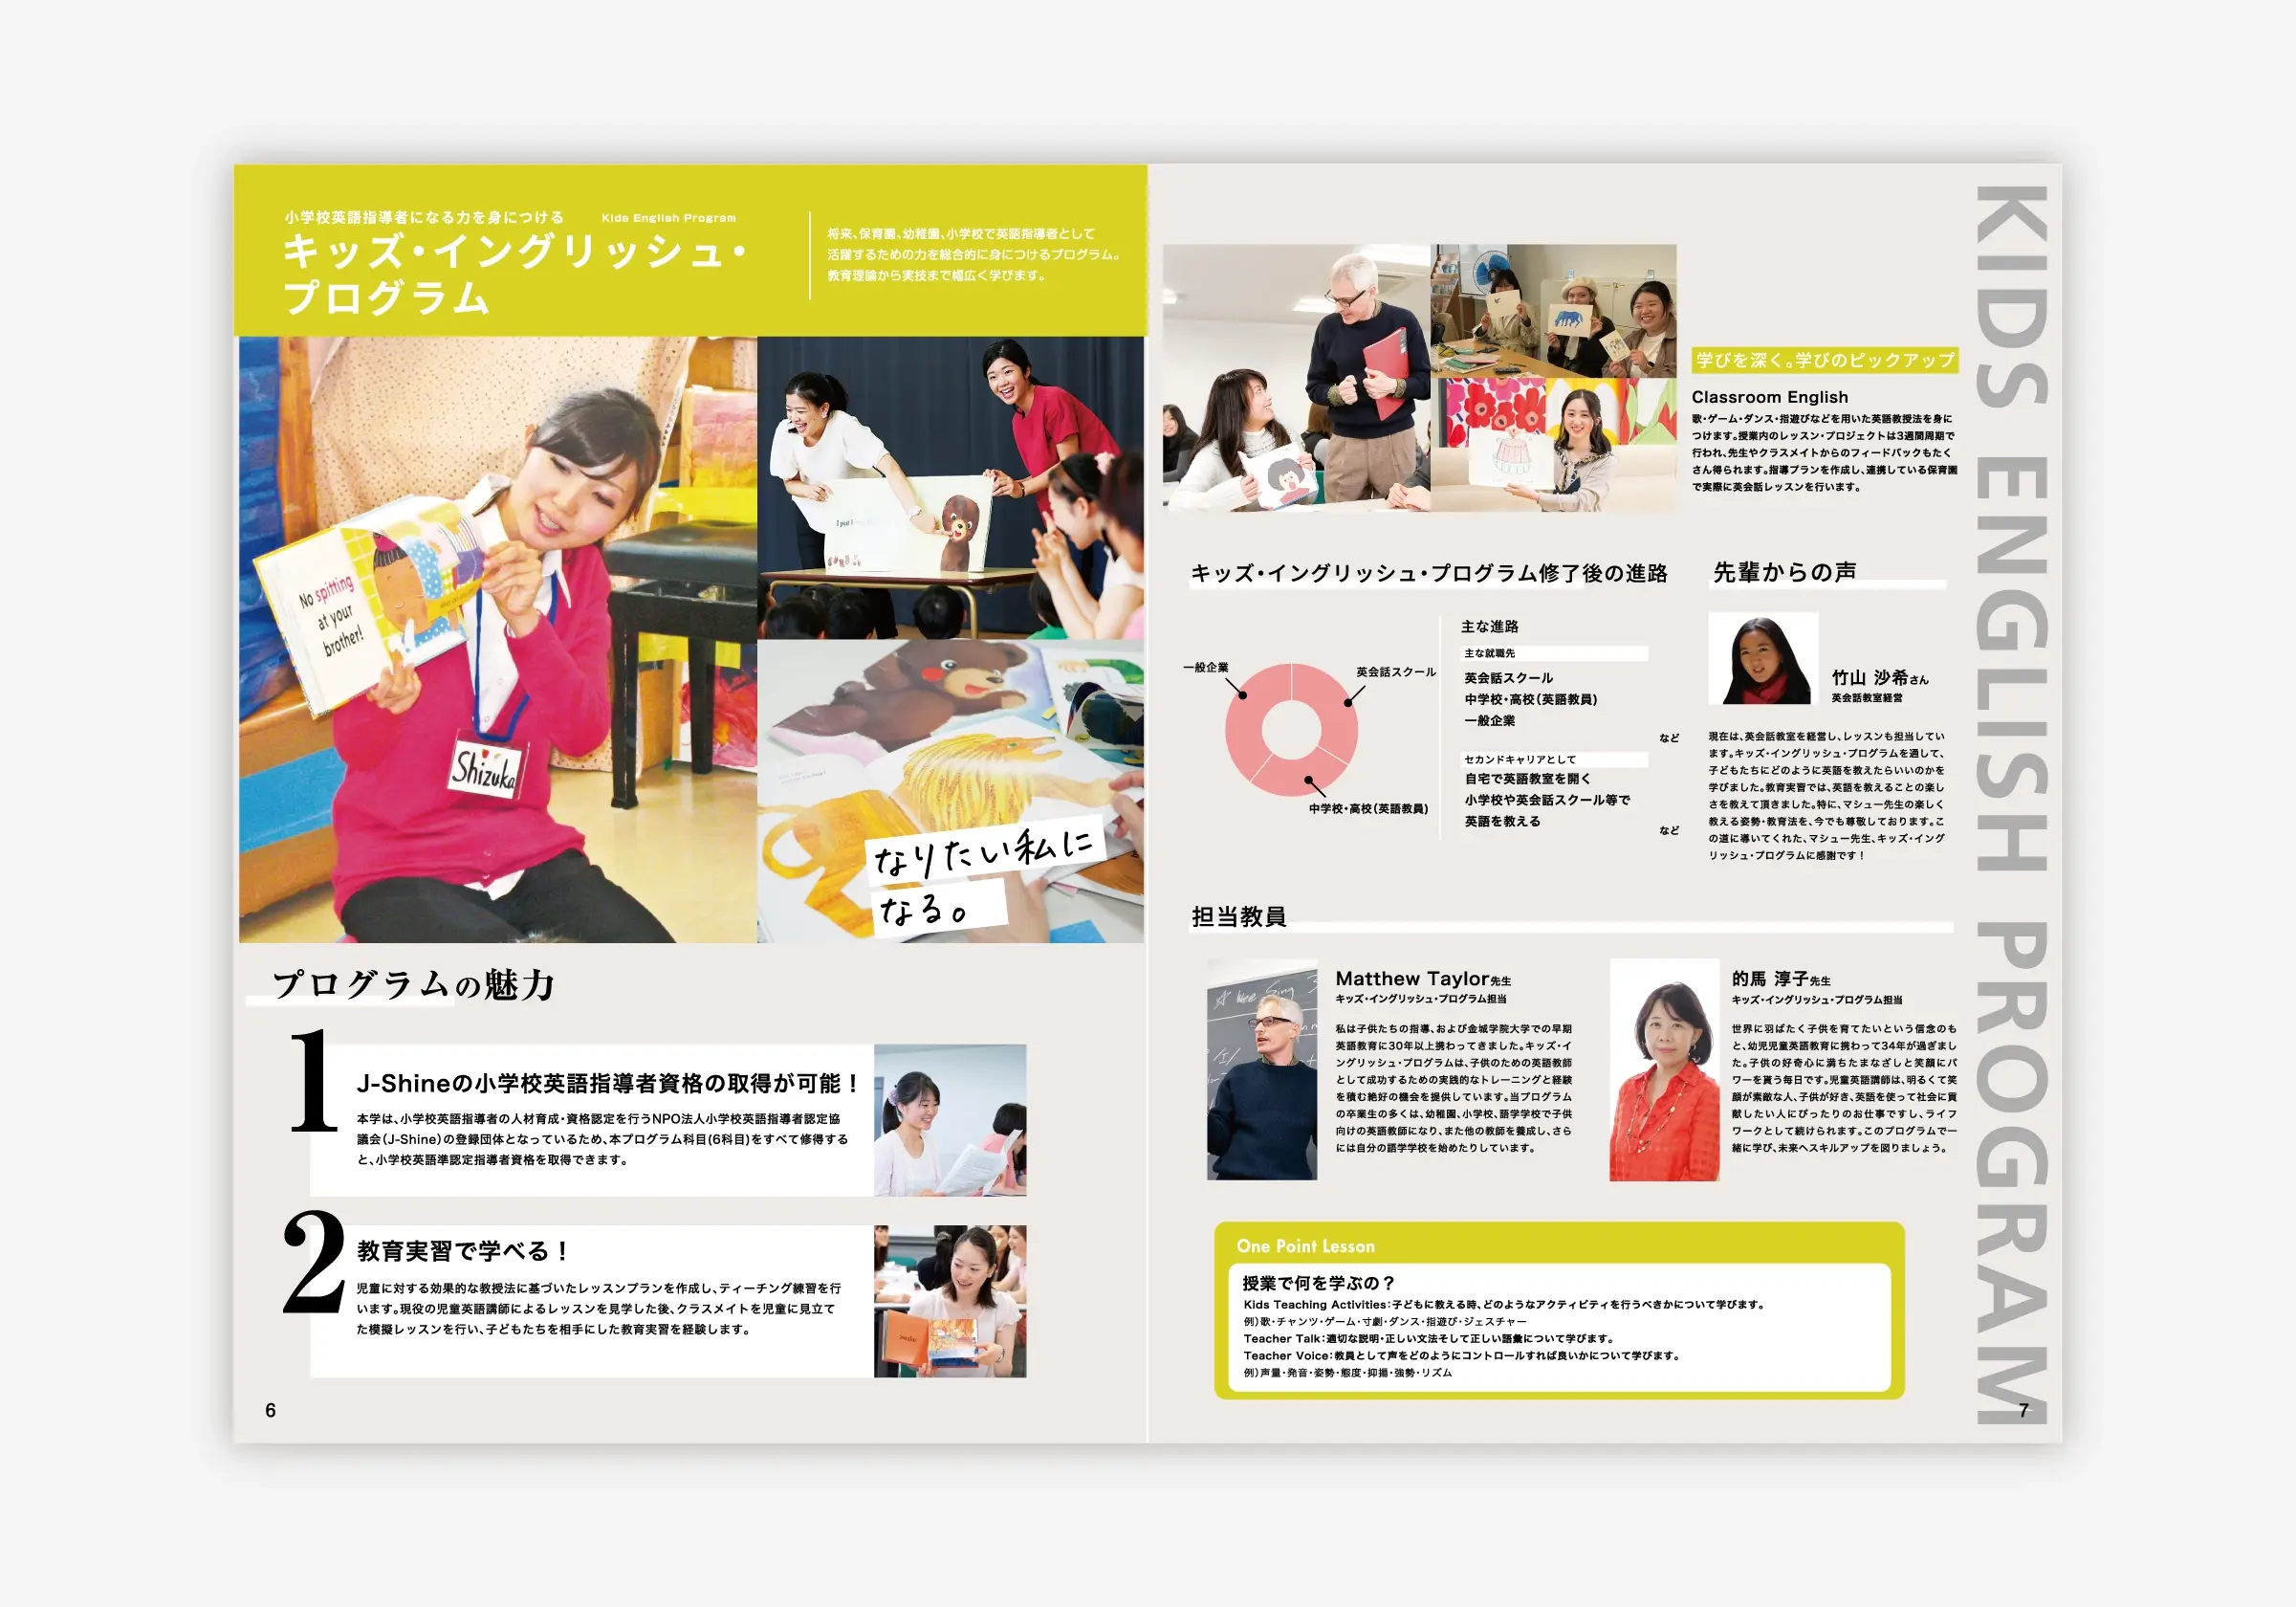 小学校英語指導者になる力を身につける Kids English Program
キッズ・イングリッシュ・
プログラム
将来、保育園、幼稚園、小学校で英語指導者として
活躍するための力を総合的に身につけるプログラム。
教育理論から実技まで幅広く学びます。
No spitting
at your
brother!
Shizuka
なりたい私に
なる。
プログラムの魅力
1
J-Shineの小学校英語指導者資格の取得が可能！
本学は、小学校英語指導者の人材育成・資格認定を行うNPO法人小学校英語指導者認定協
議会（J-Shine）の登録団体となっているため、本プログラム科目(6科目)をすべて修得する
と、小学校英語準認定指導者資格を取得できます。
2
教育実習で学べる！
児童に対する効果的な教授法に基づいたレッスンプランを作成し、ティーチング練習を行
います。現役の児童英語講師によるレッスンを見学した後、クラスメイトを児童に見立て
た模擬レッスンを行い、子どもたちを相手にした教育実習を経験します。
6
学びを深く。学びのピックアップ
Classroom English
歌・ゲーム・ダンス・指遊びなどを用いた英語教授法を身に
つけます。授業内のレッスン・プロジェクトは3週間周期で
行われ、先生やクラスメイトからのフィードバックもたく
さん得られます。指導プランを作成し、連携している保育園
で実際に英会話レッスンを行います。
キッズ・イングリッシュ・プログラム修了後の進路
一般企業
英会話スクール
中学校・高校（英語教員）
主な進路
主な就職先
英会話スクール
中学校・高校（英語教員）
一般企業
など
セカンドキャリアとして
自宅で英語教室を開く
小学校や英会話スクール等で
英語を教える
など
先輩からの声
竹山 沙希さん
英会話教室経営
現在は、英会話教室を経営し、レッスンも担当してい
ます。キッズ・イングリッシュ・プログラムを通して、
子どもたちにどのように英語を教えたらいいのかを
学びました。教育実習では、英語を教えることの楽し
さを教えて頂きました。特に、マシュー先生の楽しく
教える姿勢・教育法を、今でも尊敬しております。こ
の道に導いてくれた、マシュー先生、キッズ・イング
リッシュ・プログラムに感謝です！
担当教員
Matthew Taylor先生
キッズ・イングリッシュ・プログラム担当
私は子供たちの指導、および金城学院大学での早期
英語教育に30年以上携わってきました。キッズ・イ
ングリッシュ・プログラムは、子供のための英語教師
として成功するための実践的なトレーニングと経験
を積む絶好の機会を提供しています。当プログラム
の卒業生の多くは、幼稚園、小学校、語学学校で子供
向けの英語教師になり、また他の教師を養成し、さら
には自分の語学学校を始めたりしています。
的馬 淳子先生
キッズ・イングリッシュ・プログラム担当
世界に羽ばたく子供を育てたいという信念のも
と、幼児児童英語教育に携わって34年が過ぎまし
た。子供の好奇心に満ちたまなざしと笑顔にパ
ワーを貰う毎日です。児童英語講師は、明るくて笑
顔が素敵な人、子供が好き、英語を使って社会に貢
献したい人にぴったりのお仕事ですし、ライフ
ワークとして続けられます。このプログラムで一
緒に学び、未来へスキルアップを図りましょう。
One Point Lesson
授業で何を学ぶの？
Kids Teaching Activities：子どもに教える時、どのようなアクティビティを行うべきかについて学びます。
例）歌・チャンツ・ゲーム・寸劇・ダンス・指遊び・ジェスチャー
Teacher Talk：適切な説明・正しい文法そして正しい語彙について学びます。
Teacher Voice：教員として声をどのようにコントロールすれば良いかについて学びます。
例）声量・発音・姿勢・態度・抑揚・強勢・リズム
KIDS ENGLISH PROGRAM
7